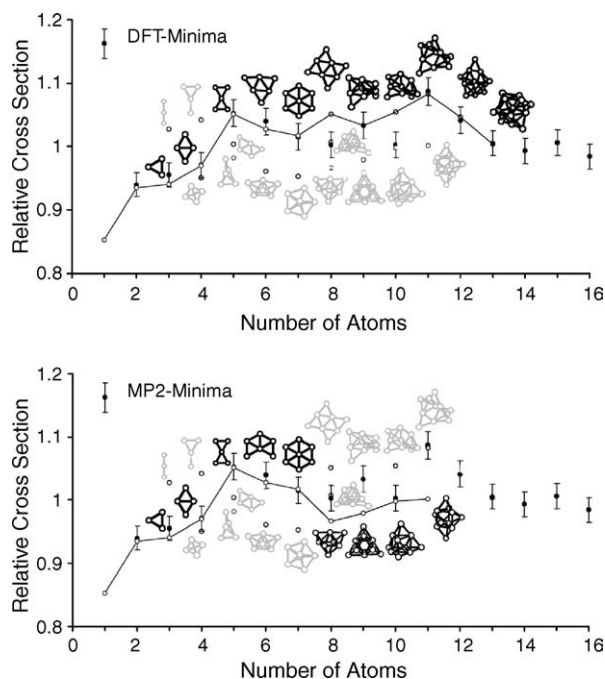 1.2
DFT-Minima
1.1
1
0.9
0.8
Relative Cross Section
0 2 4 6 8 10 12 14 16
Number of Atoms
1.2
MP2-Minima
1.1
1
0.9
0.8
Relative Cross Section
0 2 4 6 8 10 12 14 16
Number of Atoms